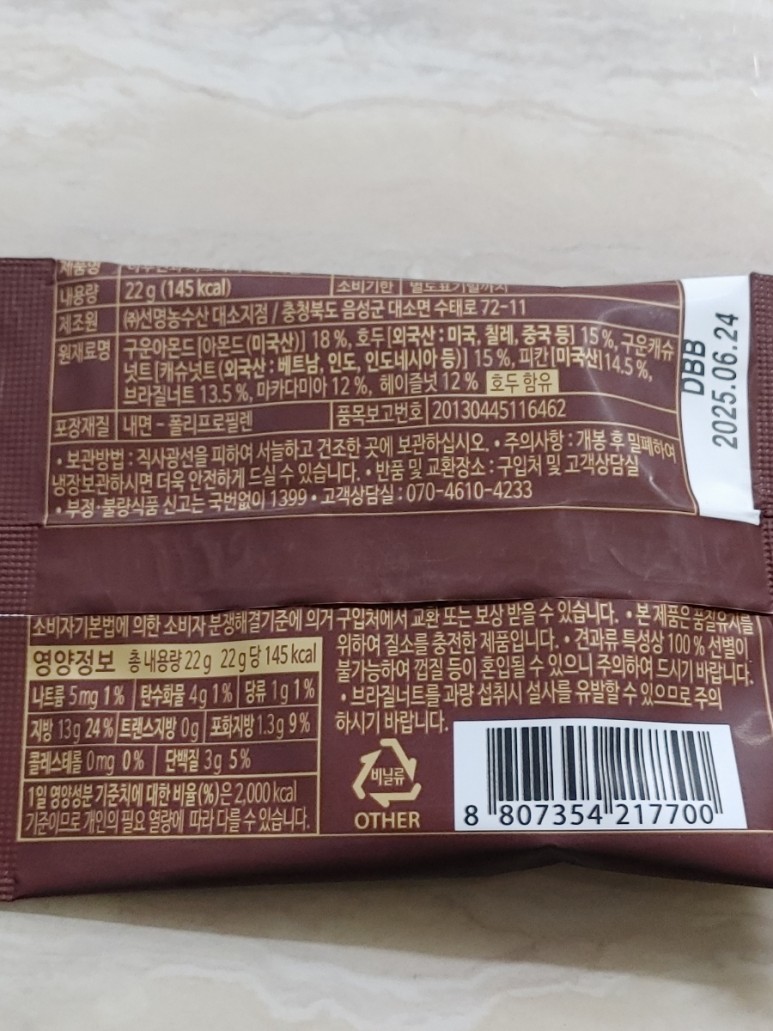 제품명
내용량 22g (145 kcal) 소비기한 별도표기일까지
제조원 ㈜선명농수산 대소지점 / 충청북도 음성군 대소면 수태로 72-11
원재료명 구운아몬드[아몬드(미국산)] 18%, 호두[외국산:미국, 칠레, 중국 등] 15%, 구운캐슈
넛트[캐슈넛트(외국산:베트남, 인도, 인도네시아 등)] 15%, 피칸[미국산]14.5%,
브라질너트 13.5%, 마카다미아 12%, 헤이즐넛 12% 호두 함유
포장재질 내면-폴리프로필렌 품목보고번호 20130445116462
•보관방법:직사광선을 피하여 서늘하고 건조한 곳에 보관하십시오. •주의사항:개봉 후 밀폐하여
냉장보관하시면 더욱 안전하게 드실 수 있습니다. •반품 및 교환장소:구입처 및 고객상담실
•부정·불량식품 신고는 국번없이 1399 •고객상담실:070-4610-4233
DBB
2025.06.24
소비자기본법에 의한 소비자 분쟁해결기준에 의거 구입처에서 교환 또는 보상 받을 수 있습니다. •본 제품은 품질유지를
위하여 질소를 충전한 제품입니다. •견과류 특성상 100% 선별이
불가능하여 껍질 등이 혼입될 수 있으니 주의하여 드시기 바랍니다.
•브라질너트를 과량 섭취시 설사를 유발할 수 있으므로 주의
하시기 바랍니다.
영양정보 총 내용량 22g 22g당 145 kcal
나트륨 5mg 1% 탄수화물 4g 1% 당류 1g 1%
지방 13g 24% 트랜스지방 0g 포화지방 1.3g 9%
콜레스테롤 0mg 0% 단백질 3g 5%
1일 영양성분 기준치에 대한 비율(%)은 2,000 kcal
기준이므로 개인의 필요 열량에 따라 다를 수 있습니다.
비닐류
OTHER
8 807354 217700